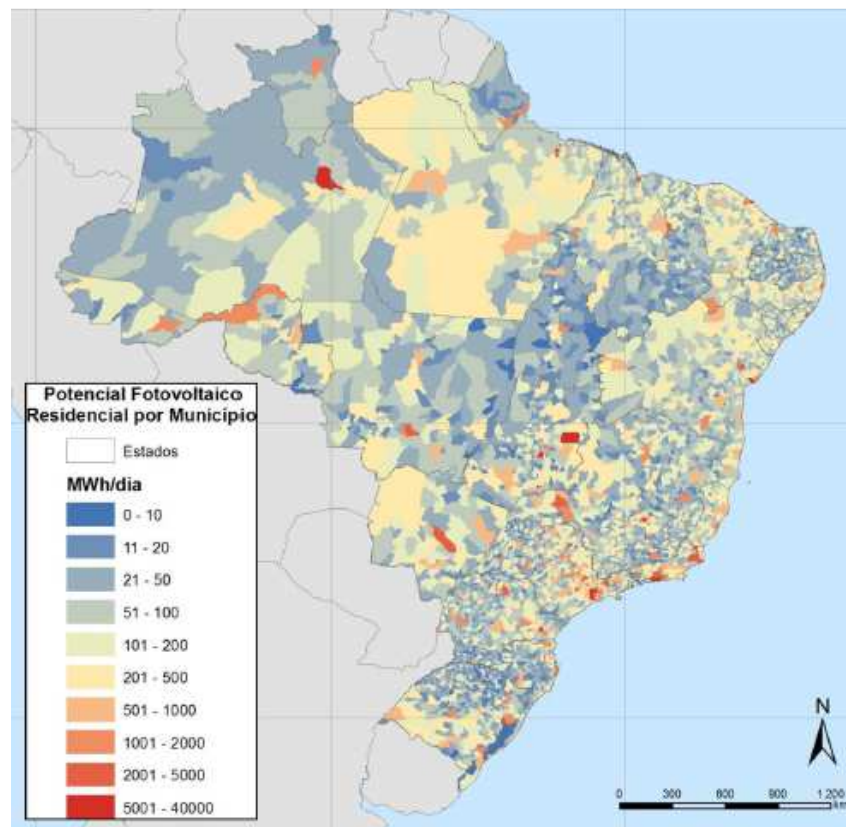 Potencial Fotovoltaico
Residencial por Município
Estados
MWh/dia
0 - 10
11 - 20
21 - 50
51 - 100
101 - 200
201 - 500
501 - 1000
1001 - 2000
2001 - 5000
5001 - 40000
N
0 300 600 900 1.200
km